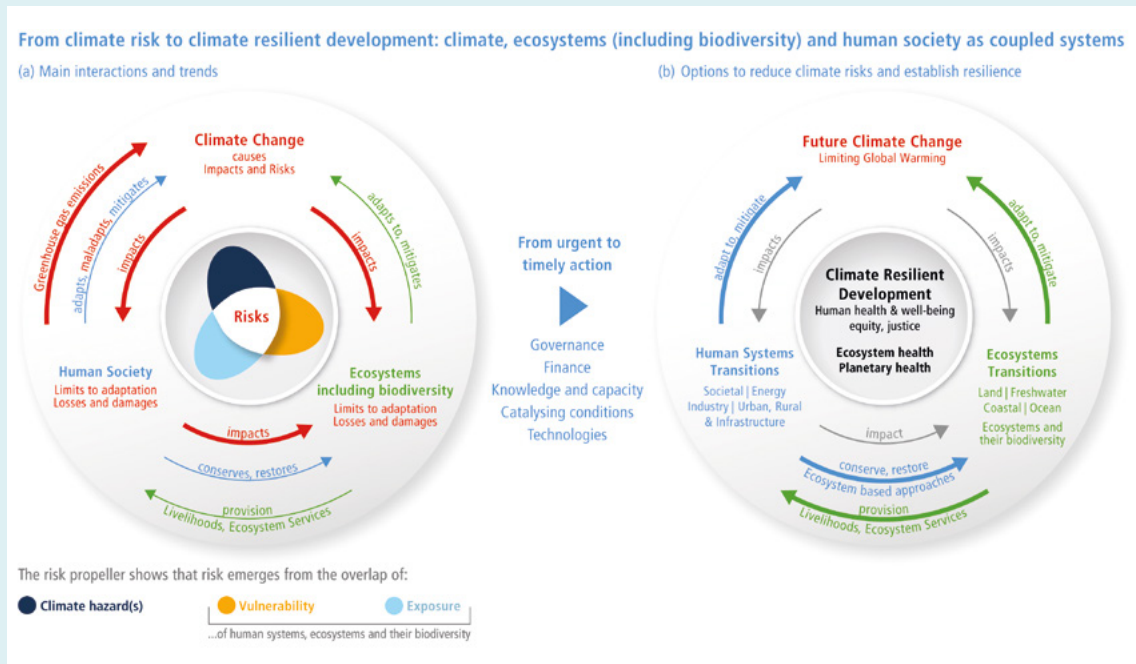 From climate risk to climate resilient development: climate, ecosystems (including biodiversity) and human society as coupled systems
(a) Main interactions and trends
Climate Change
causes
Impacts and Risks
Greenhouse gas emissions
adapts, maladapts, mitigates
impacts
impacts
adapts to, mitigates
Risks
Human Society
Limits to adaptation
Losses and damages
Ecosystems
including biodiversity
Limits to adaptation
Losses and damages
impacts
conserves, restores
provision
Livelihoods, Ecosystem Services
From urgent to
timely action
Governance
Finance
Knowledge and capacity
Catalysing conditions
Technologies
(b) Options to reduce climate risks and establish resilience
Future Climate Change
Limiting Global Warming
adapt to, mitigate
impacts
impacts
adapt to, mitigate
Climate Resilient
Development
Human health & well-being
equity, justice
Ecosystem health
Planetary health
Human Systems
Transitions
Societal | Energy
Industry | Urban, Rural
& Infrastructure
Ecosystems
Transitions
Land | Freshwater
Coastal | Ocean
Ecosystems and
their biodiversity
impact
conserve, restore
Ecosystem based approaches
provision
Livelihoods, Ecosystem Services
The risk propeller shows that risk emerges from the overlap of:
Climate hazard(s)
Vulnerability
Exposure
...of human systems, ecosystems and their biodiversity